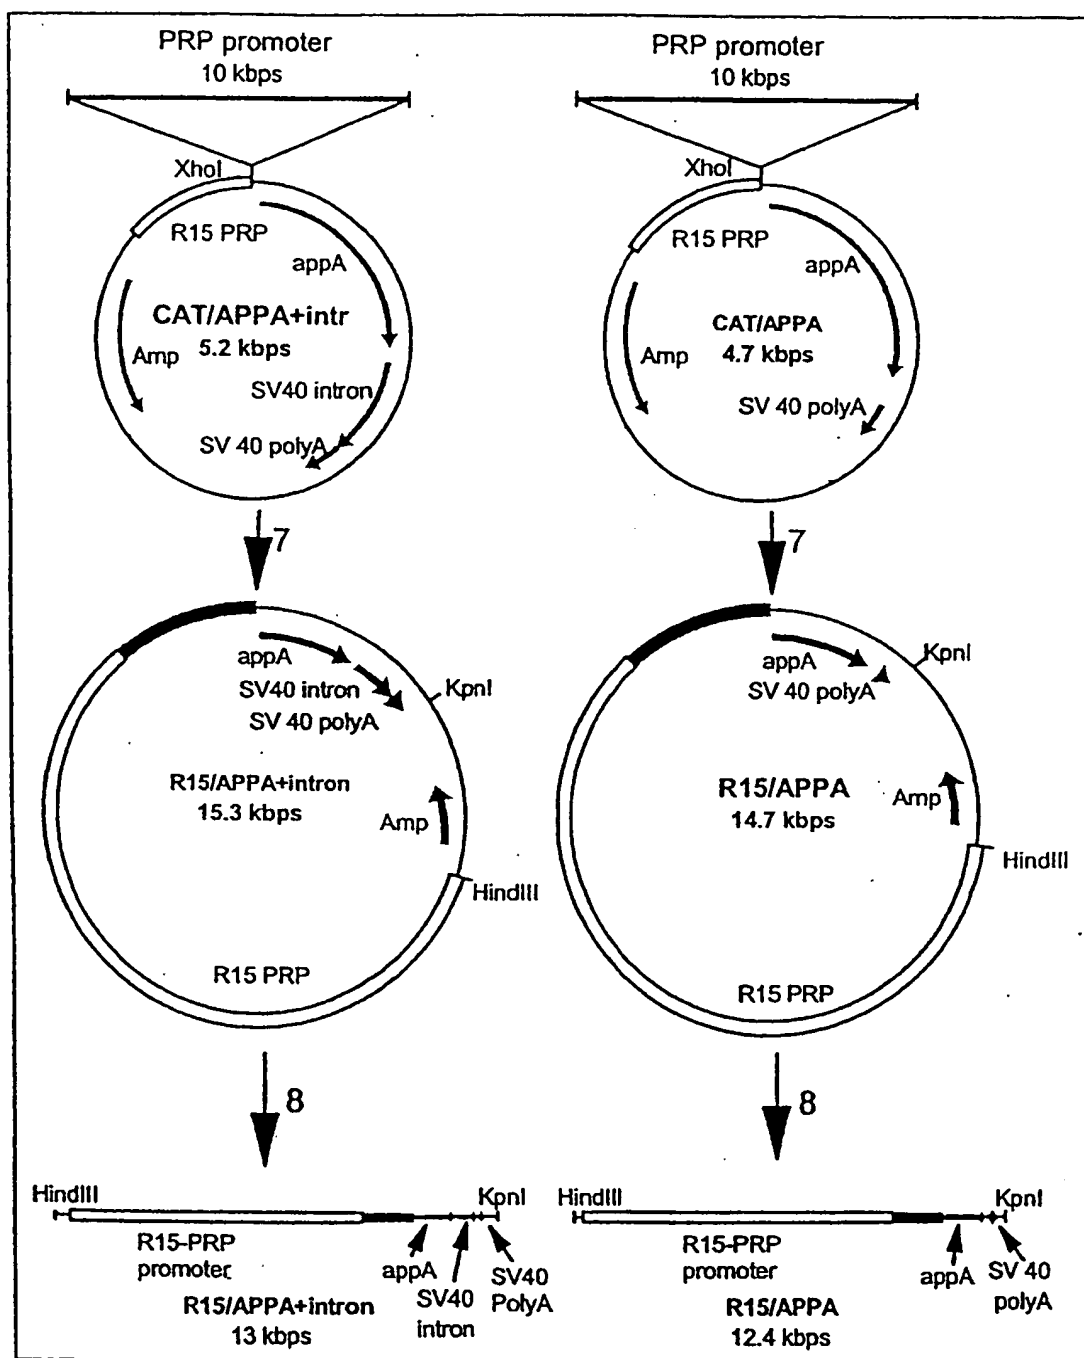 PRP promoter
10 kbps
XhoI
R15 PRP
appA
CAT/APPA+intr
5.2 kbps
Amp
SV40 intron
SV 40 polyA
7
appA
SV40 intron
SV 40 polyA
KpnI
R15/APPA+intron
15.3 kbps
Amp
HindIII
R15 PRP
8
HindIII
KpnI
R15-PRP
promoter
appA
SV40
intron
SV40
PolyA
R15/APPA+intron
13 kbps
PRP promoter
10 kbps
XhoI
R15 PRP
appA
CAT/APPA
4.7 kbps
Amp
SV 40 polyA
7
appA
SV 40 polyA
KpnI
R15/APPA
14.7 kbps
Amp
HindIII
R15 PRP
8
HindIII
KpnI
R15-PRP
promoter
appA
SV 40
polyA
R15/APPA
12.4 kbps